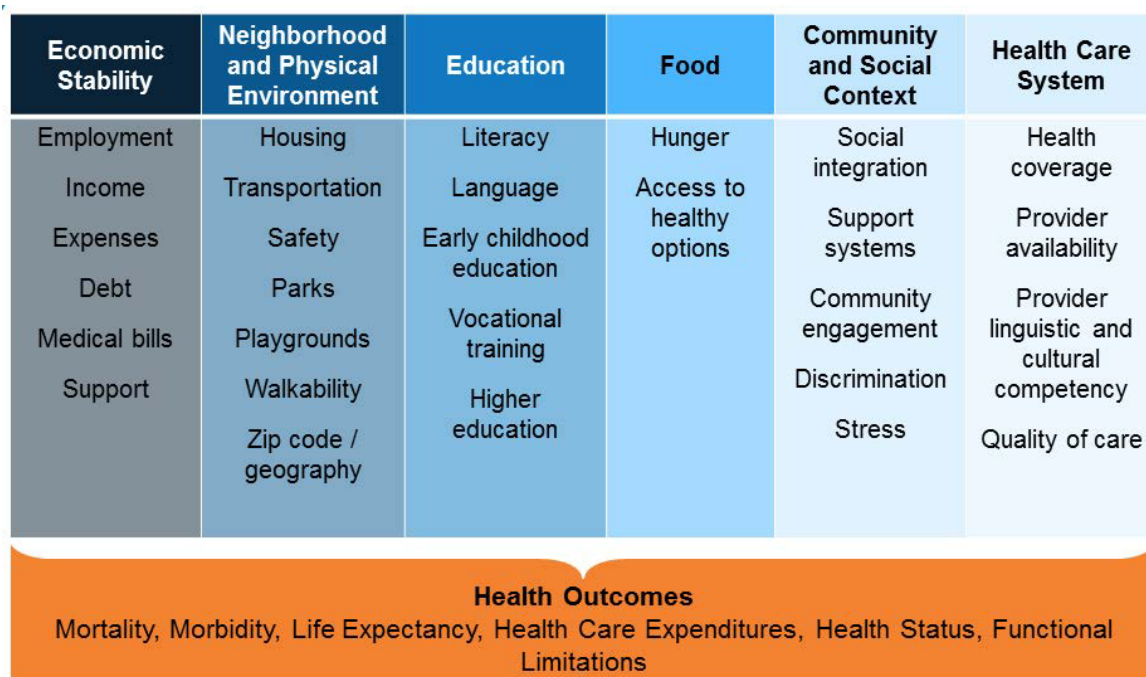 Economic
Stability
Neighborhood
and Physical
Environment
Education
Food
Community
and Social
Context
Health Care
System
Employment
Income
Expenses
Debt
Medical bills
Support
Housing
Transportation
Safety
Parks
Playgrounds
Walkability
Zip code /
geography
Literacy
Language
Early childhood
education
Vocational
training
Higher
education
Hunger
Access to
healthy
options
Social
integration
Support
systems
Community
engagement
Discrimination
Stress
Health
coverage
Provider
availability
Provider
linguistic and
cultural
competency
Quality of care
Health Outcomes
Mortality, Morbidity, Life Expectancy, Health Care Expenditures, Health Status, Functional
Limitations